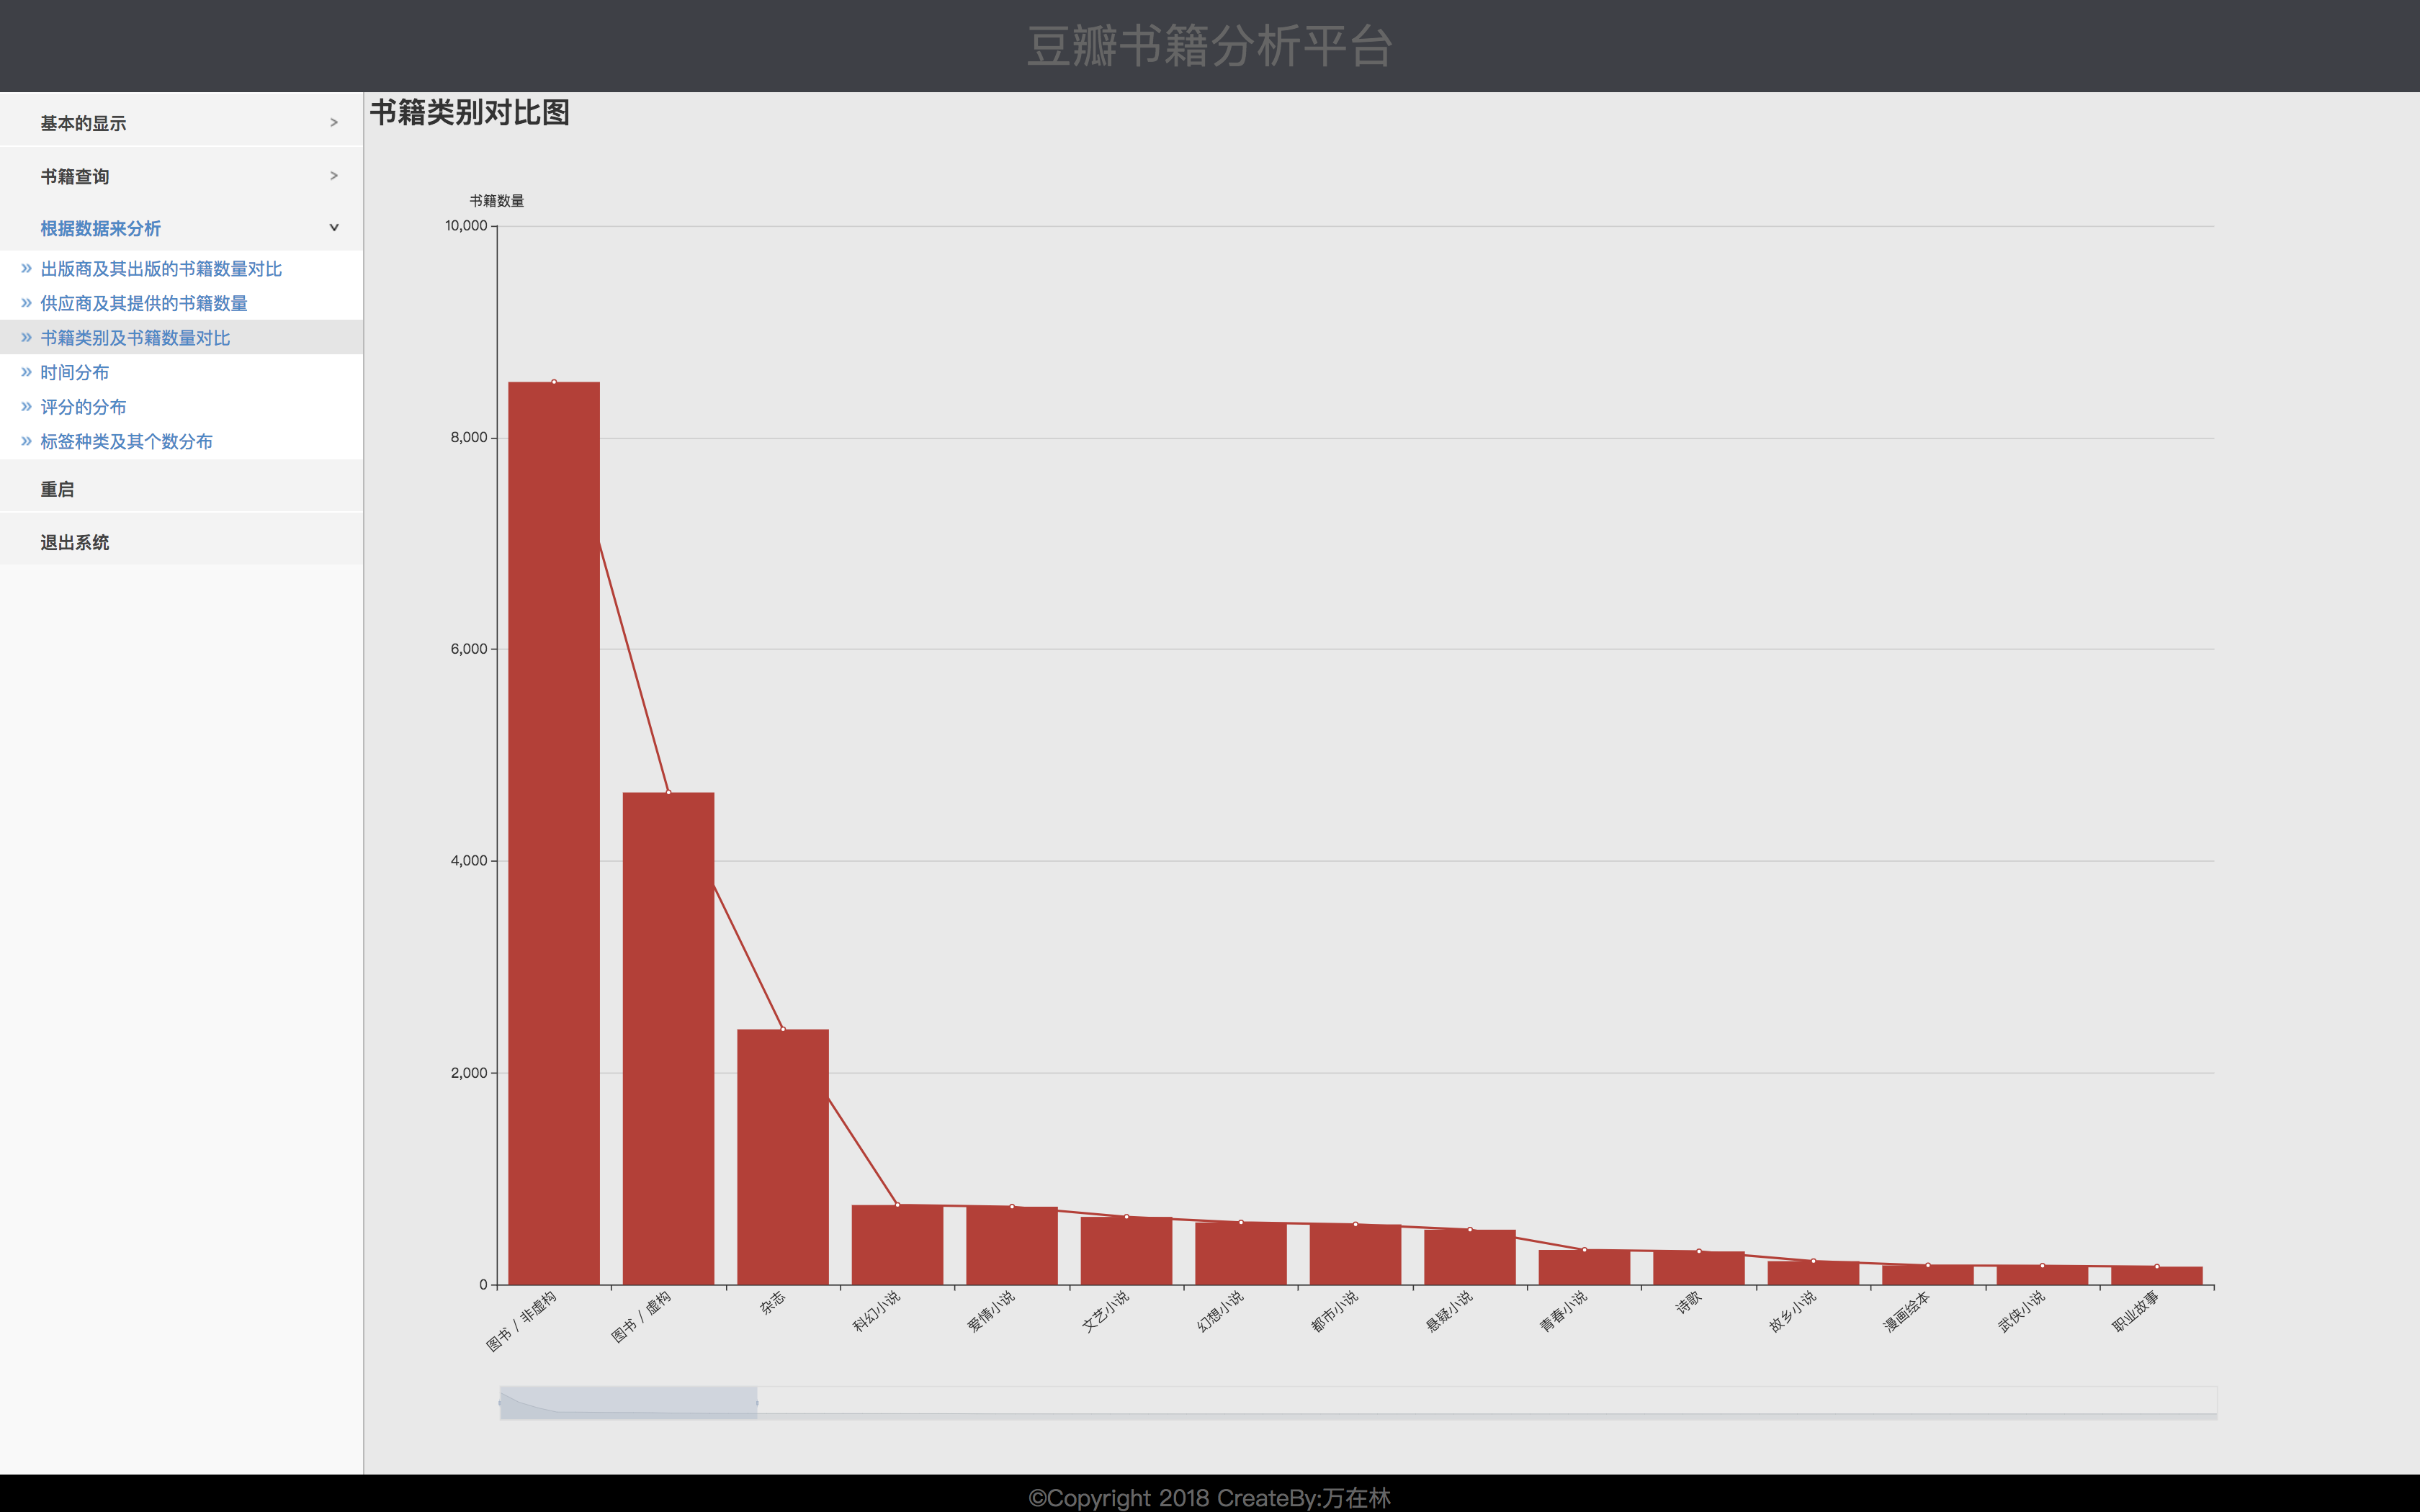 豆瓣书籍分析平台
基本的显示
书籍查询
根据数据来分析
出版商及其出版的书籍数量对比
供应商及其提供的书籍数量
书籍类别及书籍数量对比
时间分布
评分的分布
标签种类及其个数分布
重启
退出系统
书籍类别对比图
书籍数量
10,000
8,000
6,000
4,000
2,000
0
图书 / 非虚构
图书 / 虚构
杂志
科幻小说
爱情小说
文艺小说
幻想小说
都市小说
悬疑小说
青春小说
诗歌
故乡小说
漫画绘本
武侠小说
职业故事
©Copyright 2018 CreateBy:万在林